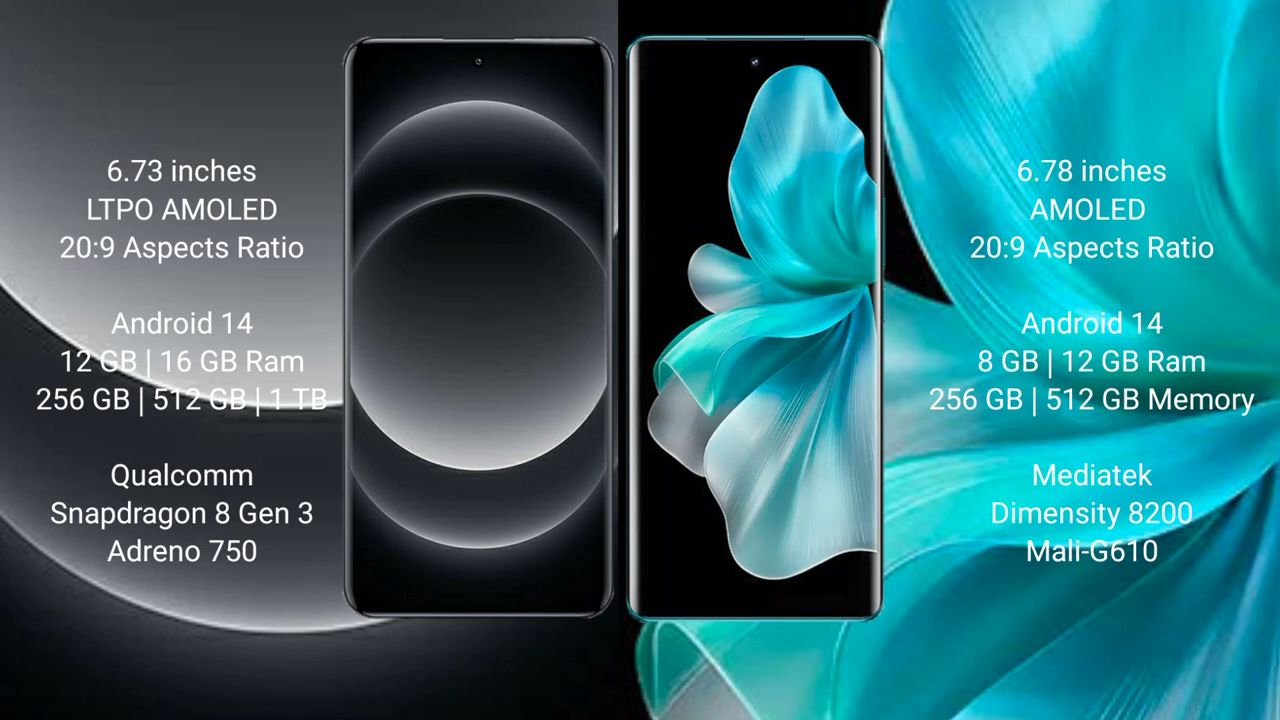 6.73 inches
LTPO AMOLED
20:9 Aspects Ratio
Android 14
12 GB | 16 GB Ram
256 GB | 512 GB | 1 TB
Qualcomm
Snapdragon 8 Gen 3
Adreno 750
6.78 inches
AMOLED
20:9 Aspects Ratio
Android 14
8 GB | 12 GB Ram
256 GB | 512 GB Memory
Mediatek
Dimensity 8200
Mali-G610